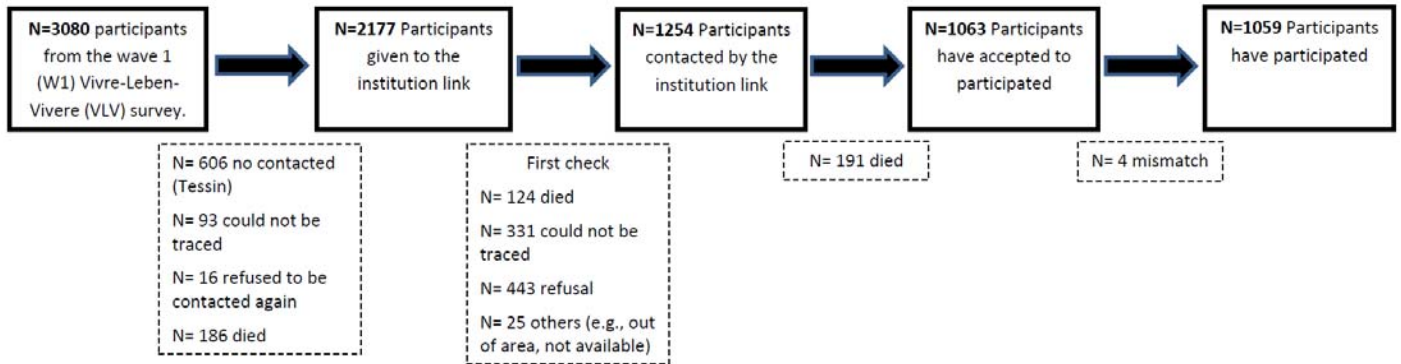 N=3080 participants
from the wave 1
(W1) Vivre-Leben-
Vivere (VLV) survey.
N=2177 Participants
given to the
institution link
N=1254 Participants
contacted by the
institution link
N=1063 Participants
have accepted to
participated
N=1059 Participants
have participated
N= 606 no contacted
(Tessin)
N= 93 could not be
traced
N= 16 refused to be
contacted again
N= 186 died
First check
N= 124 died
N= 331 could not be
traced
N= 443 refusal
N= 25 others (e.g., out
of area, not available)
N= 191 died
N= 4 mismatch